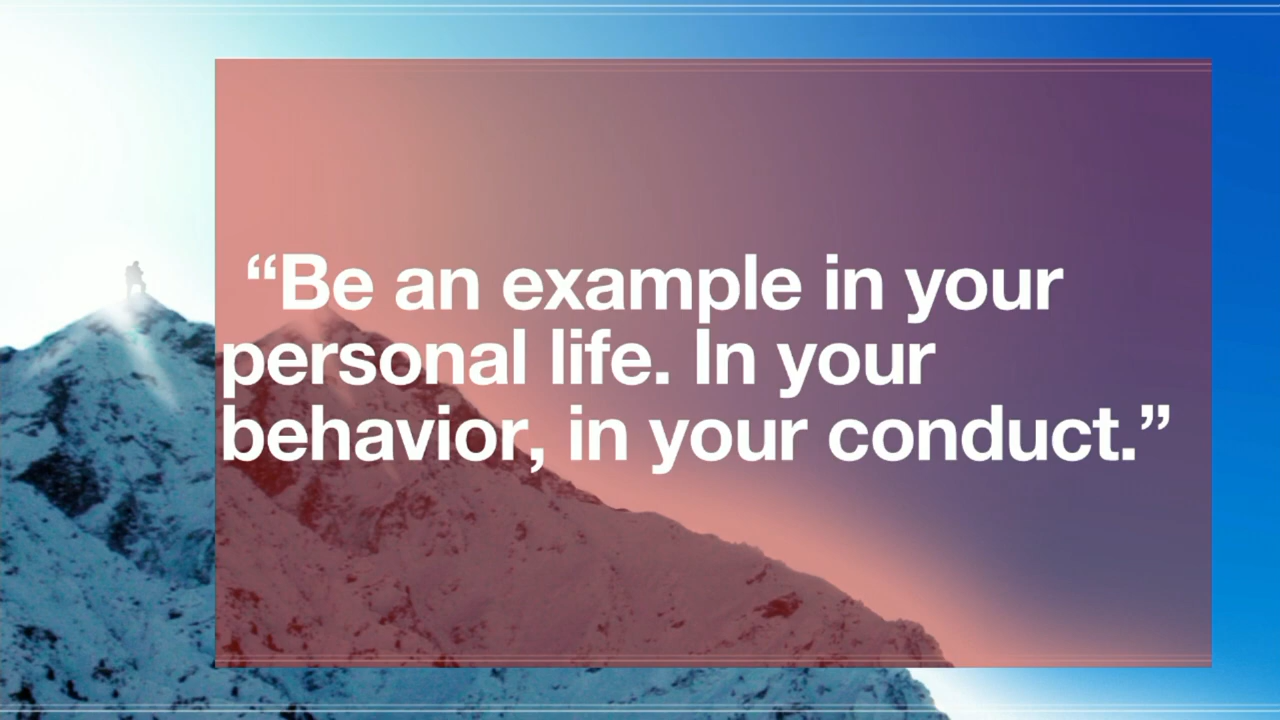 “Be an example in your
personal life. In your
behavior, in your conduct.”